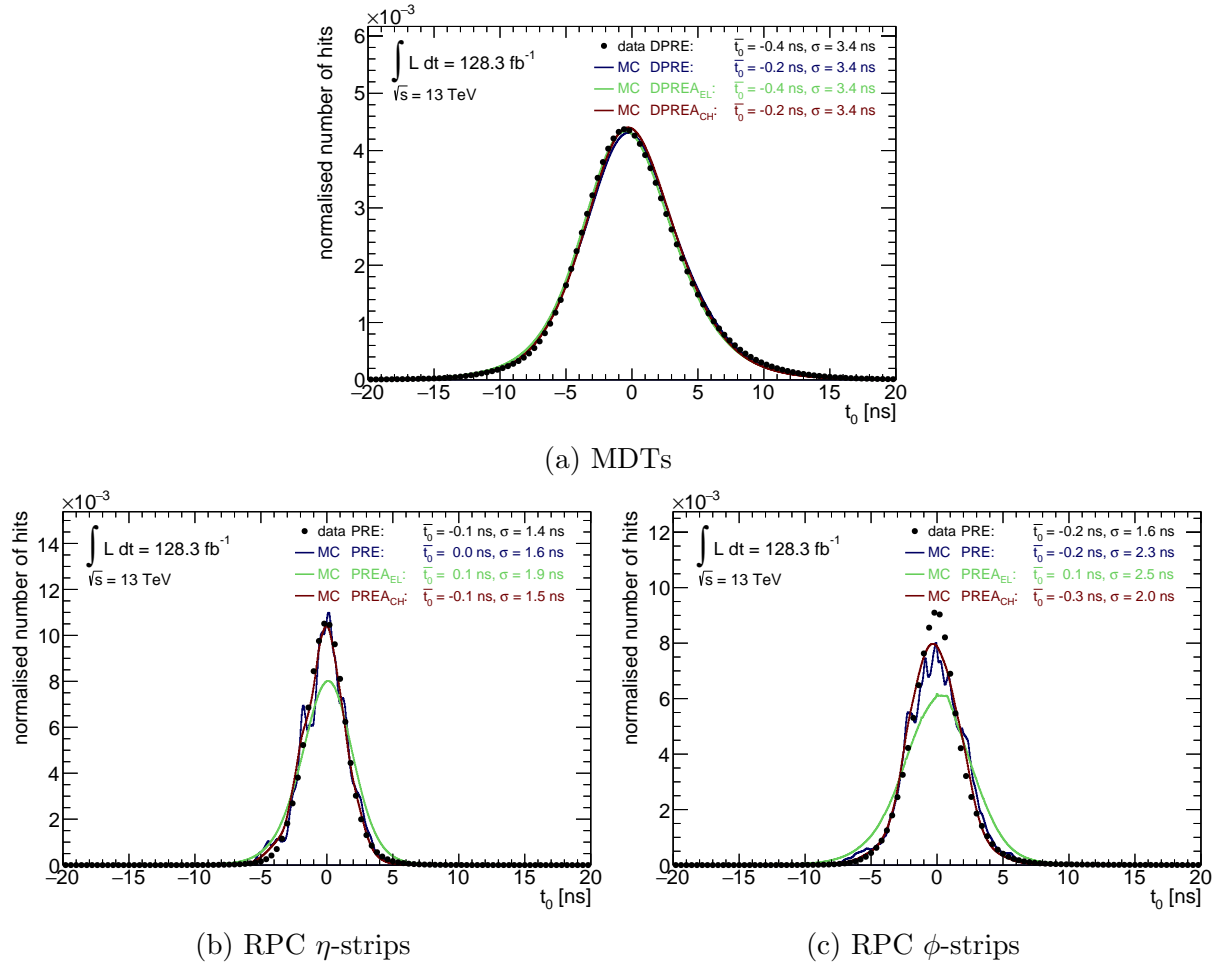 ×10⁻³
normalised number of hits
6
5
4
3
2
1
0
∫ L dt = 128.3 fb⁻¹
√s = 13 TeV
data DPRE: t̅₀ = -0.4 ns, σ = 3.4 ns
MC DPRE: t̅₀ = -0.2 ns, σ = 3.4 ns
MC DPREA_EL: t̅₀ = -0.4 ns, σ = 3.4 ns
MC DPREA_CH: t̅₀ = -0.2 ns, σ = 3.4 ns
−20 −15 −10 −5 0 5 10 15 20
t₀ [ns]
(a) MDTs
×10⁻³
normalised number of hits
14
12
10
8
6
4
2
0
∫ L dt = 128.3 fb⁻¹
√s = 13 TeV
data PRE: t̅₀ = -0.1 ns, σ = 1.4 ns
MC PRE: t̅₀ = 0.0 ns, σ = 1.6 ns
MC PREA_EL: t̅₀ = 0.1 ns, σ = 1.9 ns
MC PREA_CH: t̅₀ = -0.1 ns, σ = 1.5 ns
−20 −15 −10 −5 0 5 10 15 20
t₀ [ns]
(b) RPC η-strips
×10⁻³
normalised number of hits
12
10
8
6
4
2
0
∫ L dt = 128.3 fb⁻¹
√s = 13 TeV
data PRE: t̅₀ = -0.2 ns, σ = 1.6 ns
MC PRE: t̅₀ = -0.2 ns, σ = 2.3 ns
MC PREA_EL: t̅₀ = 0.1 ns, σ = 2.5 ns
MC PREA_CH: t̅₀ = -0.3 ns, σ = 2.0 ns
−20 −15 −10 −5 0 5 10 15 20
t₀ [ns]
(c) RPC ϕ-strips